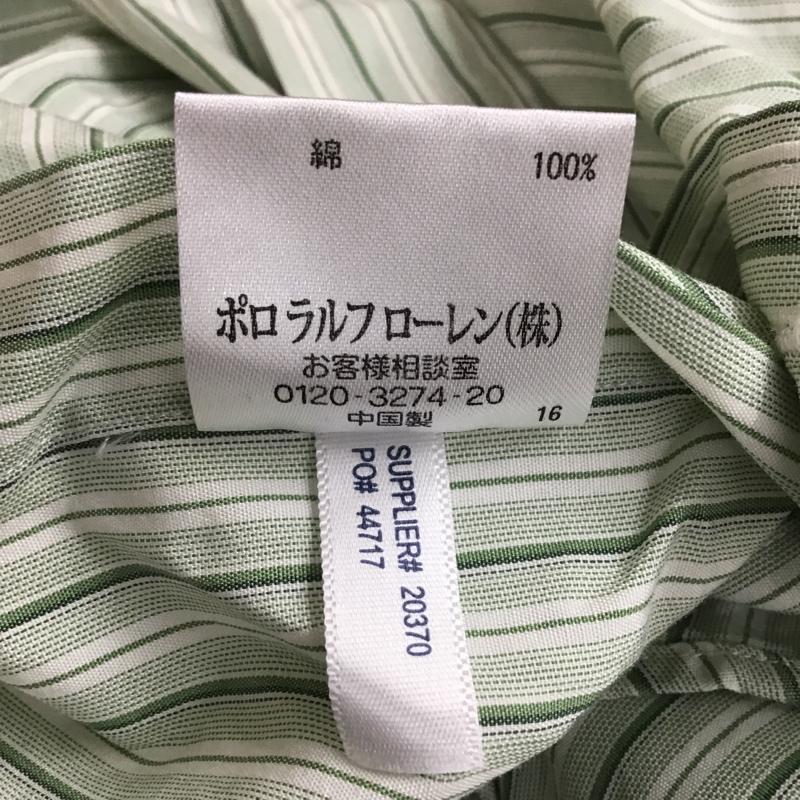 綿 100%
ポロ ラルフ ローレン(株)
お客様相談室
0120-3274-20
中国製 16
SUPPLIER# 20370
PO# 44717